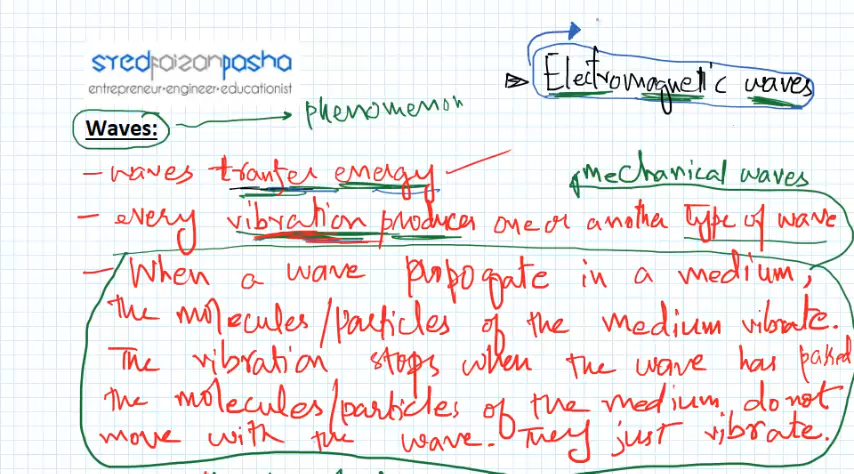 SYEDFAIZANPASHA
entrepreneur•engineer•educationist
Electromagnetic waves
Waves:
phenomenon
- waves tranfer energy
mechanical waves
- every vibration produces one or another Type of wave
- When a wave propogate in a medium,
the molecules/particles of the medium vibrate.
The vibration stops when the wave has passed
the molecules/particles of the medium do not
move with the wave. They just vibrate.